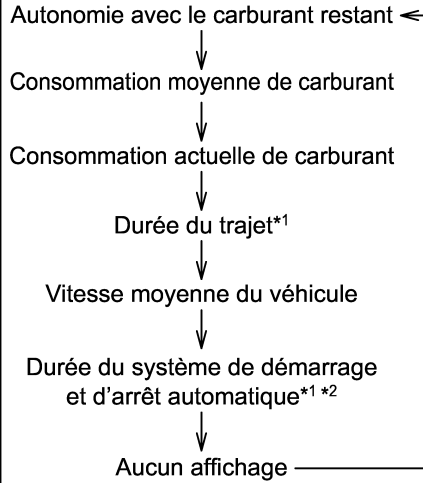 Autonomie avec le carburant restant
Consommation moyenne de carburant
Consommation actuelle de carburant
Durée du trajet*1
Vitesse moyenne du véhicule
Durée du système de démarrage
et d'arrêt automatique*1 *2
Aucun affichage